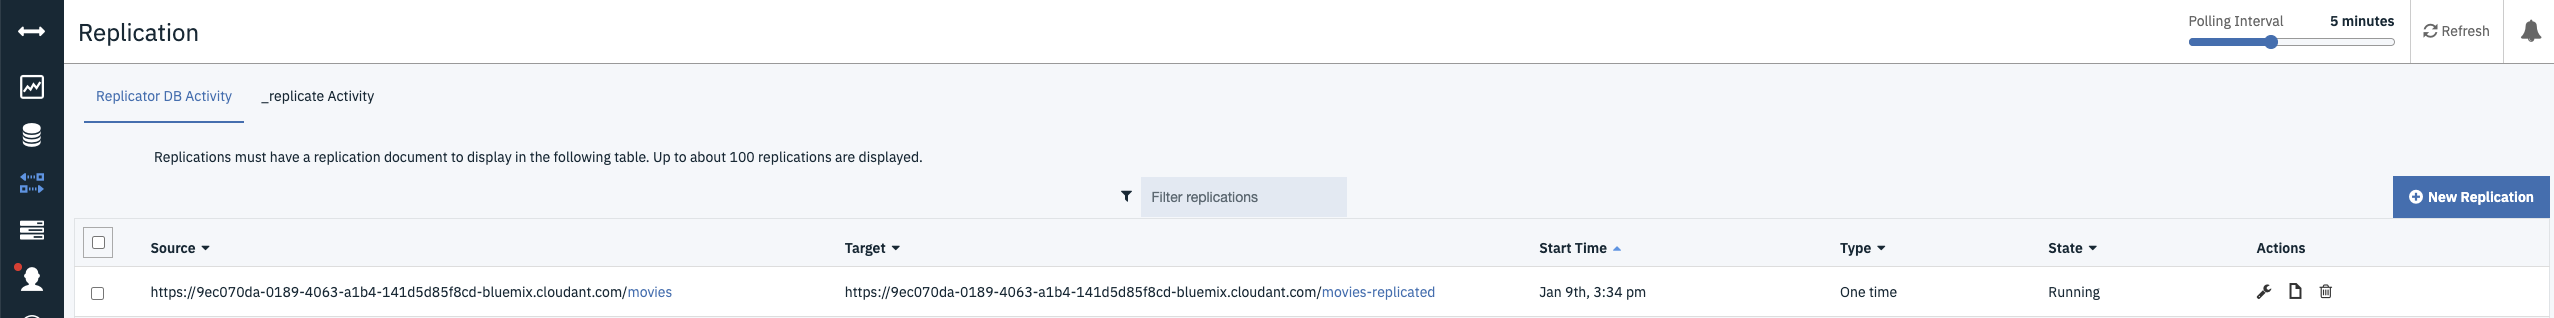 Replication
Polling Interval 5 minutes
Refresh
Replicator DB Activity _replicate Activity
Replications must have a replication document to display in the following table. Up to about 100 replications are displayed.
Filter replications
New Replication
Source Target Start Time Type State Actions
https://9ec070da-0189-4063-a1b4-141d5d85f8cd-bluemix.cloudant.com/movies https://9ec070da-0189-4063-a1b4-141d5d85f8cd-bluemix.cloudant.com/movies-replicated Jan 9th, 3:34 pm One time Running